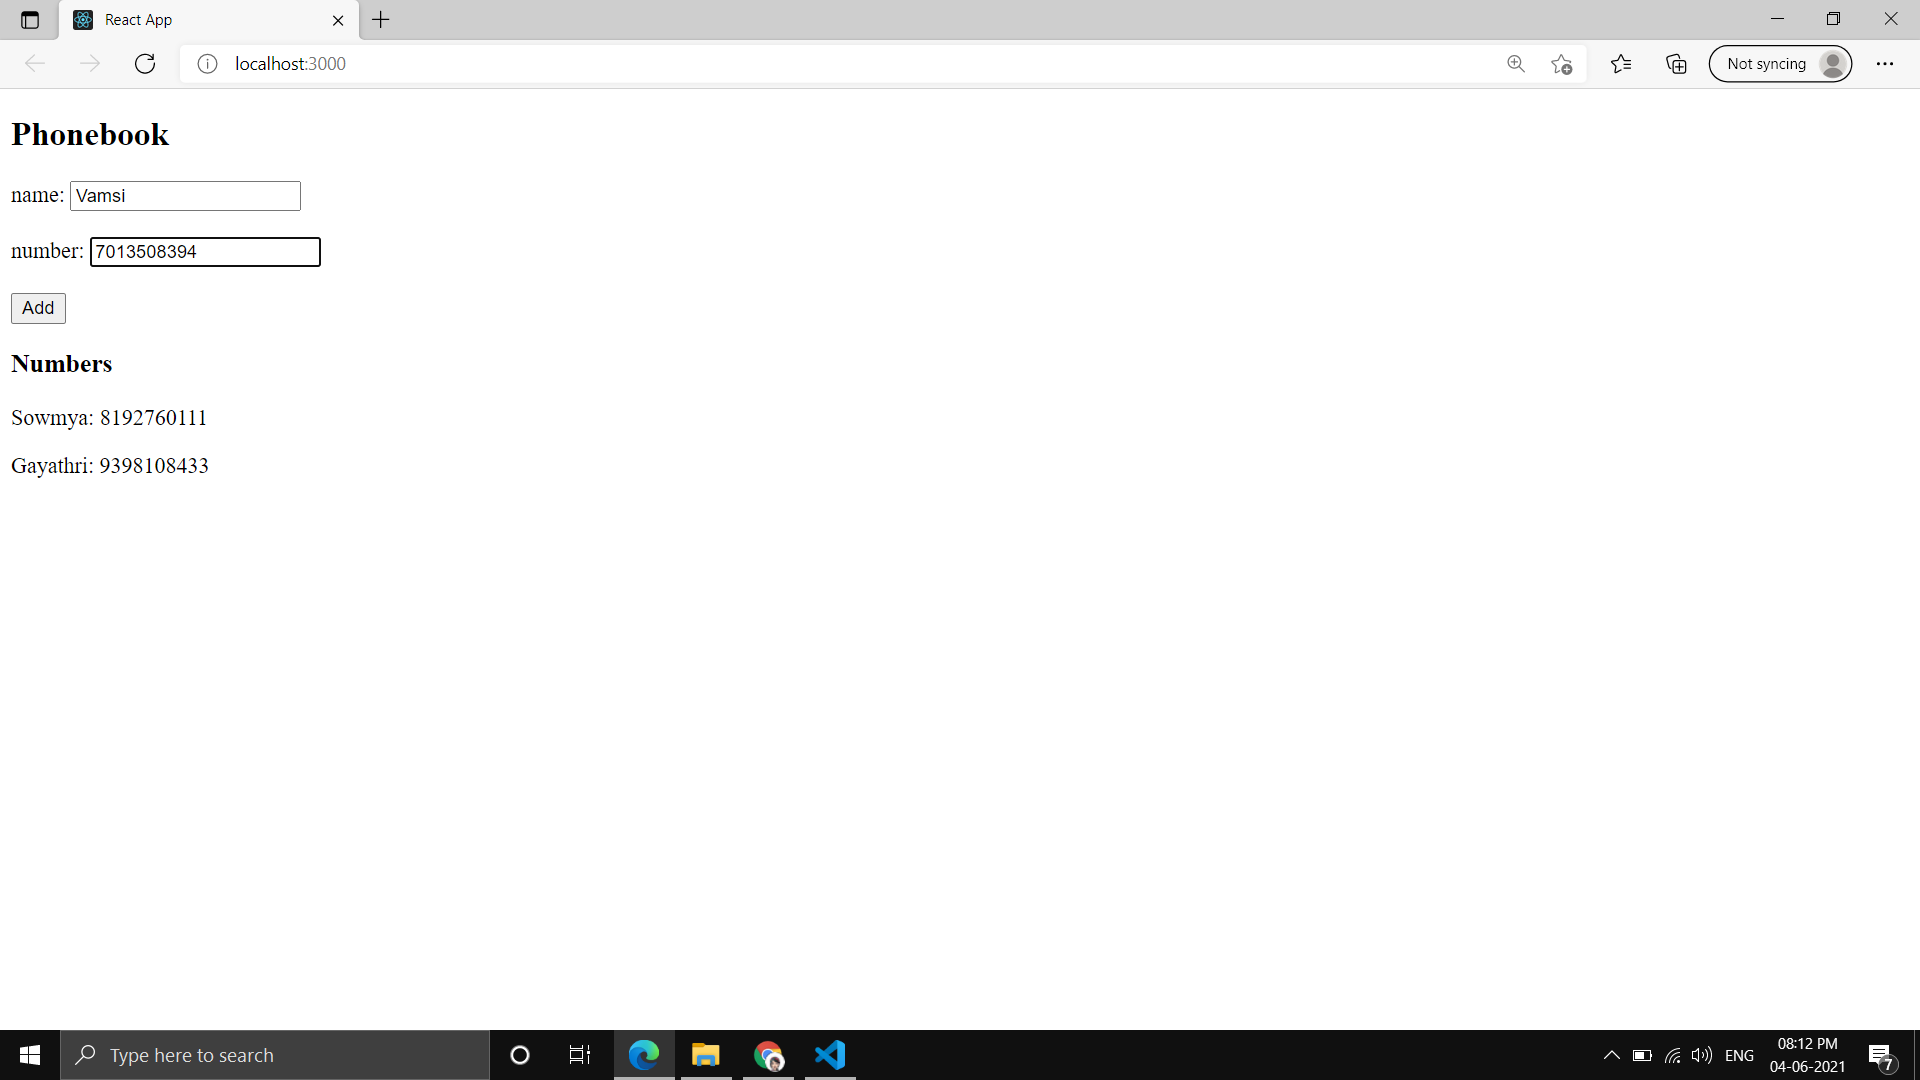 React App
localhost:3000
Not syncing
Phonebook
name: Vamsi
number: 7013508394
Add
Numbers
Sowmya: 8192760111
Gayathri: 9398108433
Type here to search
ENG
08:12 PM
04-06-2021
7